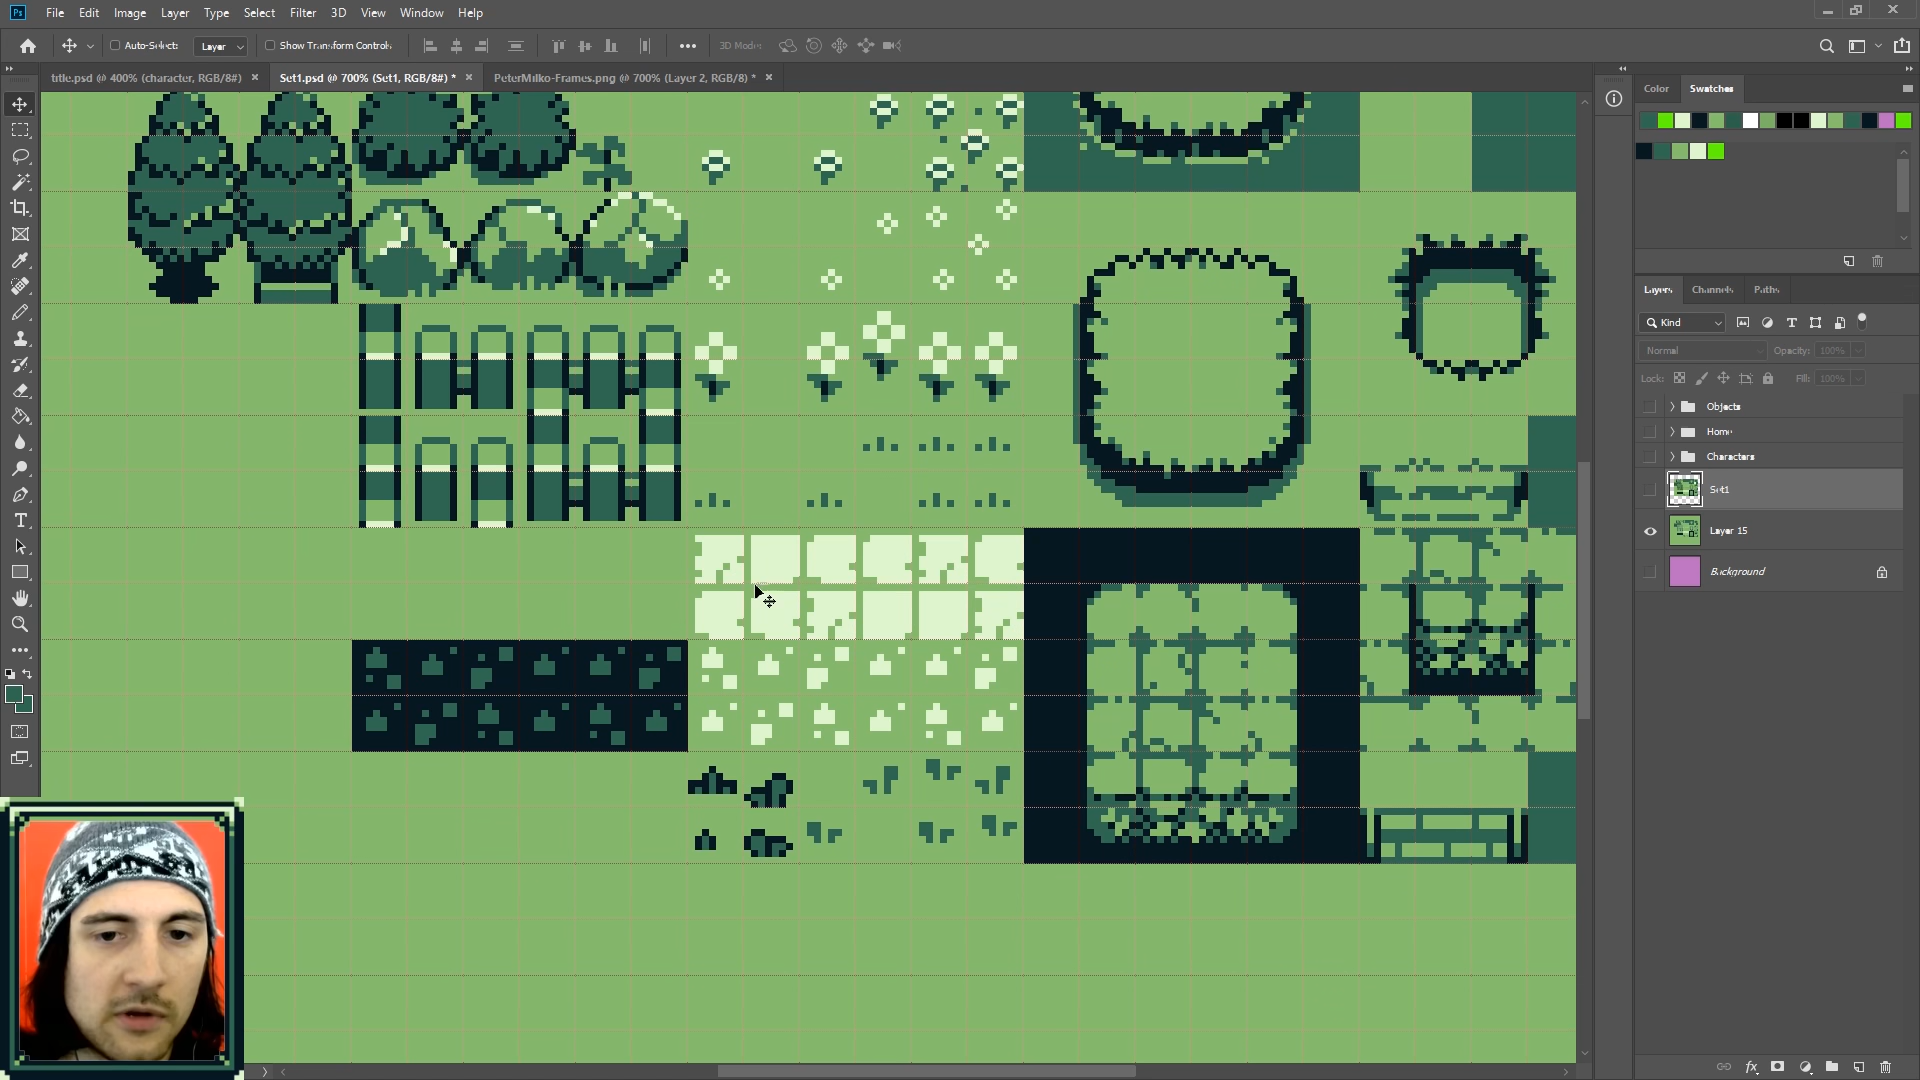 Ps File Edit Image Layer Type Select Filter 3D View Window Help
Auto-Select: Layer Show Transform Controls 3D Mode:
title.psd @ 400% (character, RGB/8#) Set1.psd @ 700% (Set1, RGB/8#) * PeterMilko-Frames.png @ 700% (Layer 2, RGB/8) *
Color Swatches
Layers Channels Paths
Kind
Normal Opacity: 100%
Lock: Fill: 100%
Objects
Home
Characters
Set1
Layer 15
Background
fx